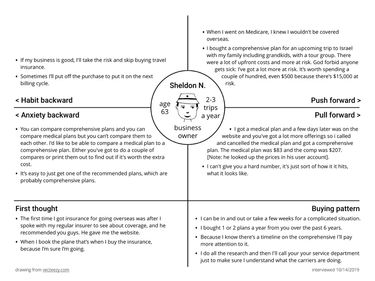 If my business is good, I'll take the risk and skip buying travel
insurance.
Sometimes I'll put off the purchase to put it on the next
billing cycle.
When I went on Medicare, I knew I wouldn't be covered
overseas.
I bought a comprehensive plan for an upcoming trip to Israel
with my family including grandkids, with a tour group. There
were a lot of upfront costs and more at risk. God forbid anyone
gets sick: I've got a lot more at risk. It's worth spending a
couple of hundred, even $500 because there's $15,000 at
risk.
Sheldon N.
age
63
2-3
trips
a year
business
owner
< Habit backward
Push forward >
< Anxiety backward
Pull forward >
You can compare comprehensive plans and you can
compare medical plans but you can't compare them to
each other. I'd like to be able to compare a medical plan to a
comprehensive plan. Either you've got to do a couple of
compares or print them out to find out if it's worth the extra
cost.
It's easy to just get one of the recommended plans, which are
probably comprehensive plans.
I got a medical plan and a few days later was on the
website and you've got a lot more offerings so I called
and cancelled the medical plan and got a comprehensive
plan. The medical plan was $83 and the comp was $207.
[Note: he looked up the prices in his user account].
I can't give you a hard number, it's just sort of how it hits,
what it looks like.
First thought
The first time I got insurance for going overseas was after I
spoke with my regular insurer to see about coverage, and he
recommended you guys. He gave me the website.
When I book the plane that's when I buy the insurance,
because I'm sure I'm going.
Buying pattern
I can be in and out or take a few weeks for a complicated situation.
I bought 1 or 2 plans a year from you over the past 6 years.
Because I know there's a timeline on the comprehensive I'll pay
more attention to it.
I do all the research and then I'll call your your service department
just to make sure I understand what the carriers are doing.
drawing from vecteezy.com
interviewed 10/14/2019